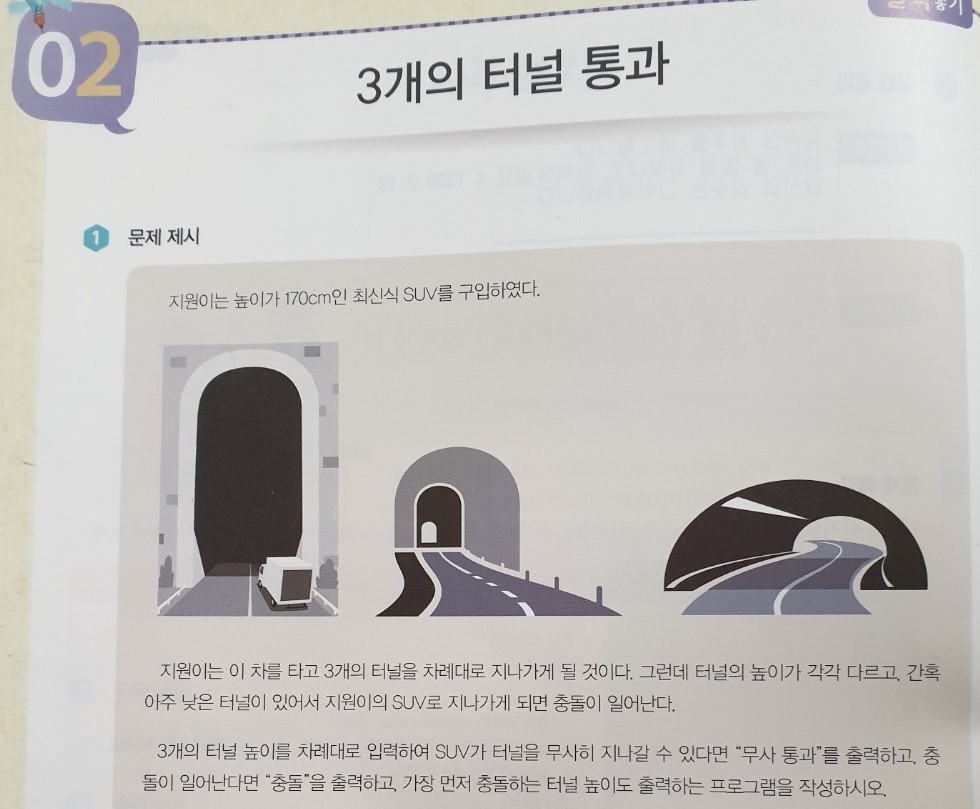 02
3개의 터널 통과
1 문제 제시
지원이는 높이가 170cm인 최신식 SUV를 구입하였다.
지원이는 이 차를 타고 3개의 터널을 차례대로 지나가게 될 것이다. 그런데 터널의 높이가 각각 다르고, 간혹
아주 낮은 터널이 있어서 지원이의 SUV로 지나가게 되면 충돌이 일어난다.
3개의 터널 높이를 차례대로 입력하여 SUV가 터널을 무사히 지나갈 수 있다면 “무사 통과”를 출력하고, 충
돌이 일어난다면 “충돌”을 출력하고, 가장 먼저 충돌하는 터널 높이도 출력하는 프로그램을 작성하시오.